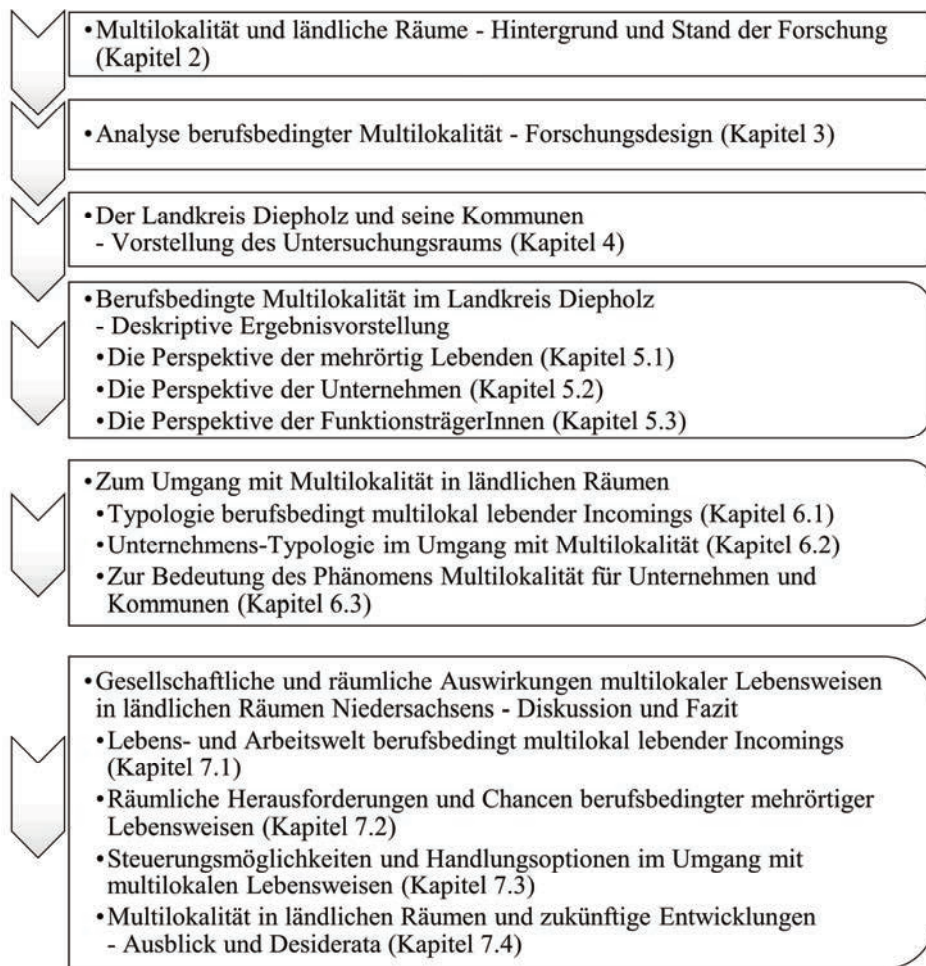 •Multilokalität und ländliche Räume - Hintergrund und Stand der Forschung
(Kapitel 2)
•Analyse berufsbedingter Multilokalität - Forschungsdesign (Kapitel 3)
•Der Landkreis Diepholz und seine Kommunen
- Vorstellung des Untersuchungsraums (Kapitel 4)
•Berufsbedingte Multilokalität im Landkreis Diepholz
- Deskriptive Ergebnisvorstellung
•Die Perspektive der mehrörtig Lebenden (Kapitel 5.1)
•Die Perspektive der Unternehmen (Kapitel 5.2)
•Die Perspektive der FunktionsträgerInnen (Kapitel 5.3)
•Zum Umgang mit Multilokalität in ländlichen Räumen
•Typologie berufsbedingt multilokal lebender Incomings (Kapitel 6.1)
•Unternehmens-Typologie im Umgang mit Multilokalität (Kapitel 6.2)
•Zur Bedeutung des Phänomens Multilokalität für Unternehmen und
Kommunen (Kapitel 6.3)
•Gesellschaftliche und räumliche Auswirkungen multilokaler Lebensweisen
in ländlichen Räumen Niedersachsens - Diskussion und Fazit
•Lebens- und Arbeitswelt berufsbedingt multilokal lebender Incomings
(Kapitel 7.1)
•Räumliche Herausforderungen und Chancen berufsbedingter mehrörtiger
Lebensweisen (Kapitel 7.2)
•Steuerungsmöglichkeiten und Handlungsoptionen im Umgang mit
multilokalen Lebensweisen (Kapitel 7.3)
•Multilokalität in ländlichen Räumen und zukünftige Entwicklungen
- Ausblick und Desiderata (Kapitel 7.4)